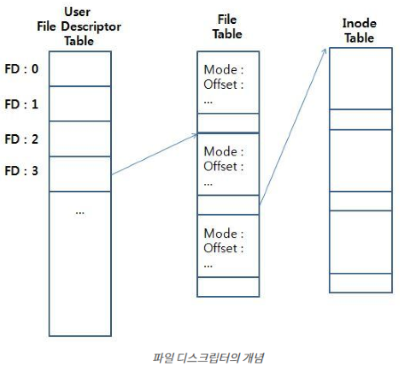 User
File Descriptor
Table
File
Table
Inode
Table
FD : 0
FD : 1
FD : 2
FD : 3
...
Mode :
Offset :
...
Mode :
Offset :
...
Mode :
Offset :
...
파일 디스크립터의 개념